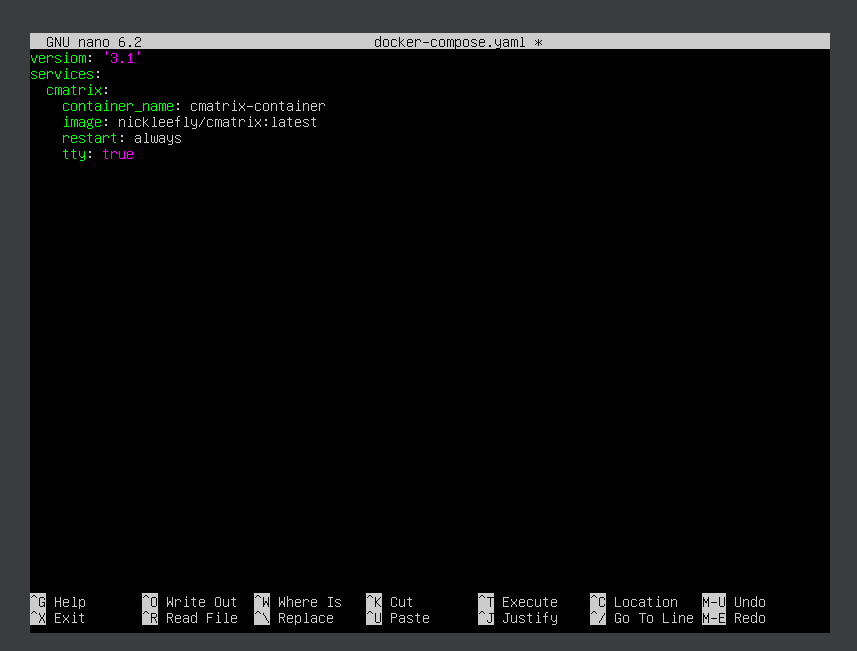 GNU nano 6.2 docker-compose.yaml *
versiom: '3.1'
services:
  cmatrix:
    container_name: cmatrix-container
    image: nickleefly/cmatrix:latest
    restart: always
    tty: true
^G Help ^O Write Out ^W Where Is ^K Cut ^T Execute ^C Location M-U Undo
^X Exit ^R Read File ^\ Replace ^U Paste ^J Justify ^/ Go To Line M-E Redo